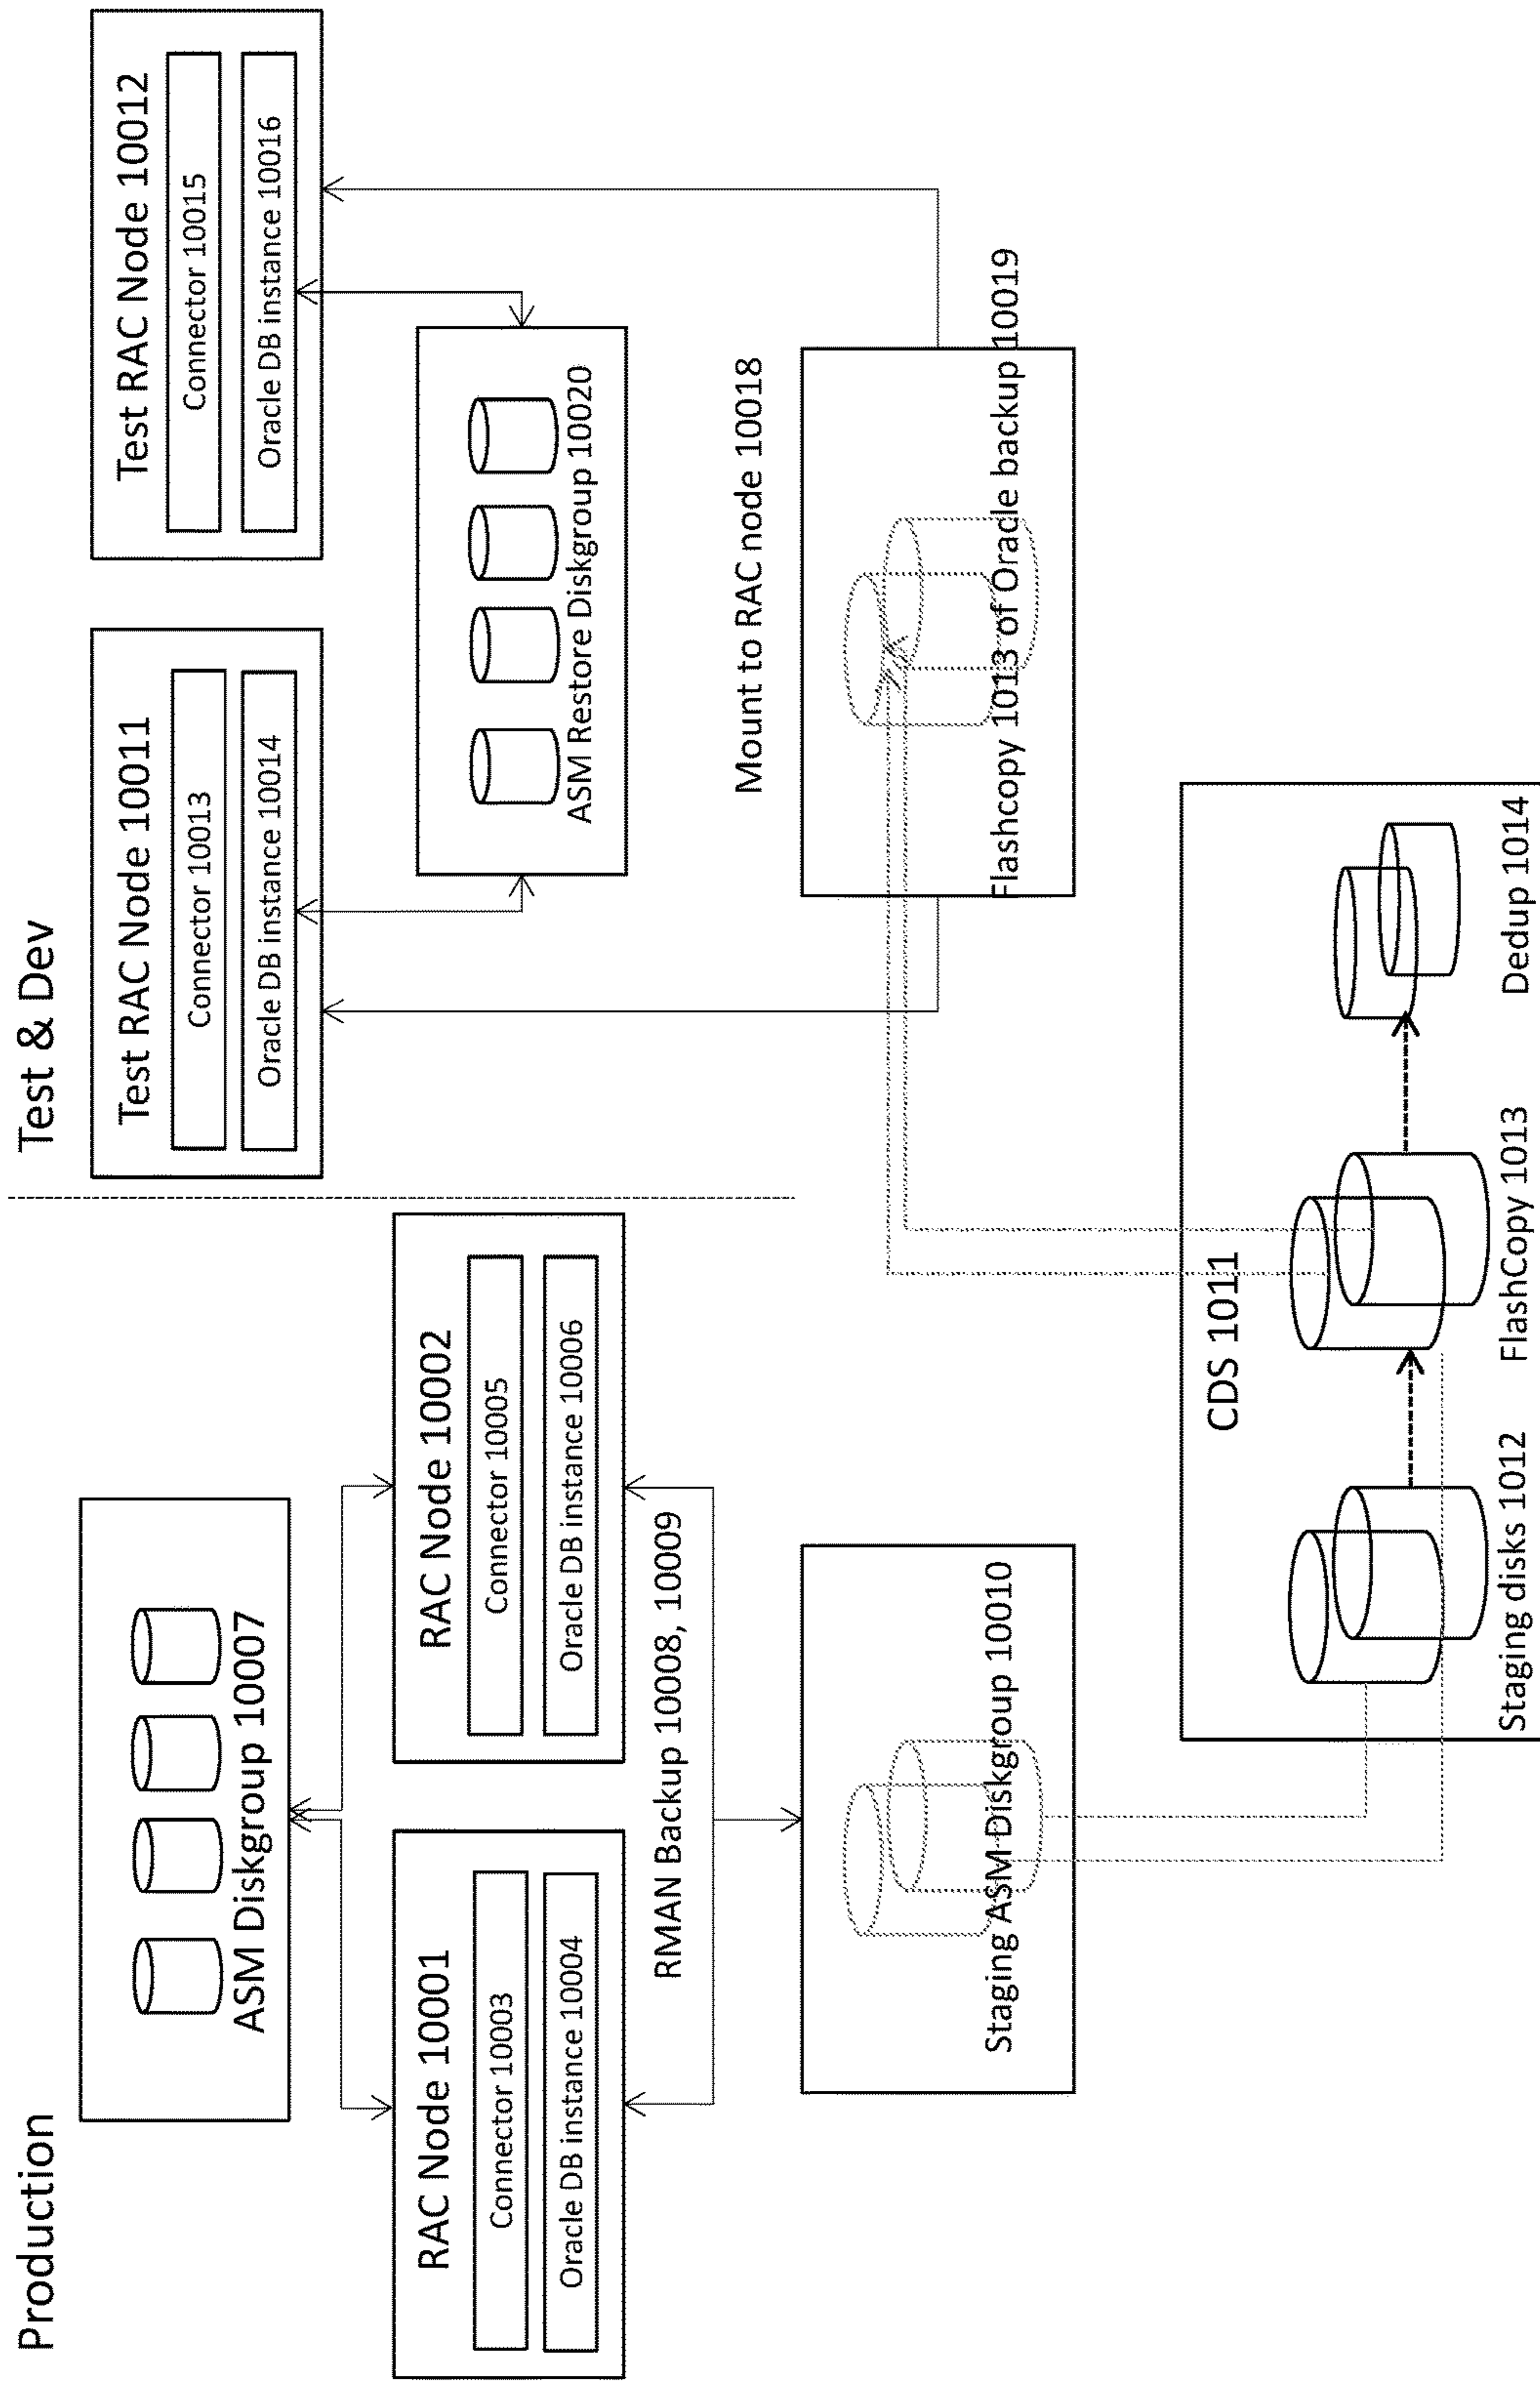 Production
ASM Diskgroup 10007
RAC Node 10001
Connector 10003
Oracle DB instance 10004
RAC Node 10002
Connector 10005
Oracle DB instance 10006
RMAN Backup 10008, 10009
Staging ASM Diskgroup 10010
Test & Dev
Test RAC Node 10011
Connector 10013
Oracle DB instance 10014
Test RAC Node 10012
Connector 10015
Oracle DB instance 10016
ASM Restore Diskgroup 10020
Mount to RAC node 10018
Flashcopy 1013 of Oracle backup 10019
CDS 1011
Staging disks 1012
FlashCopy 1013
Dedup 1014